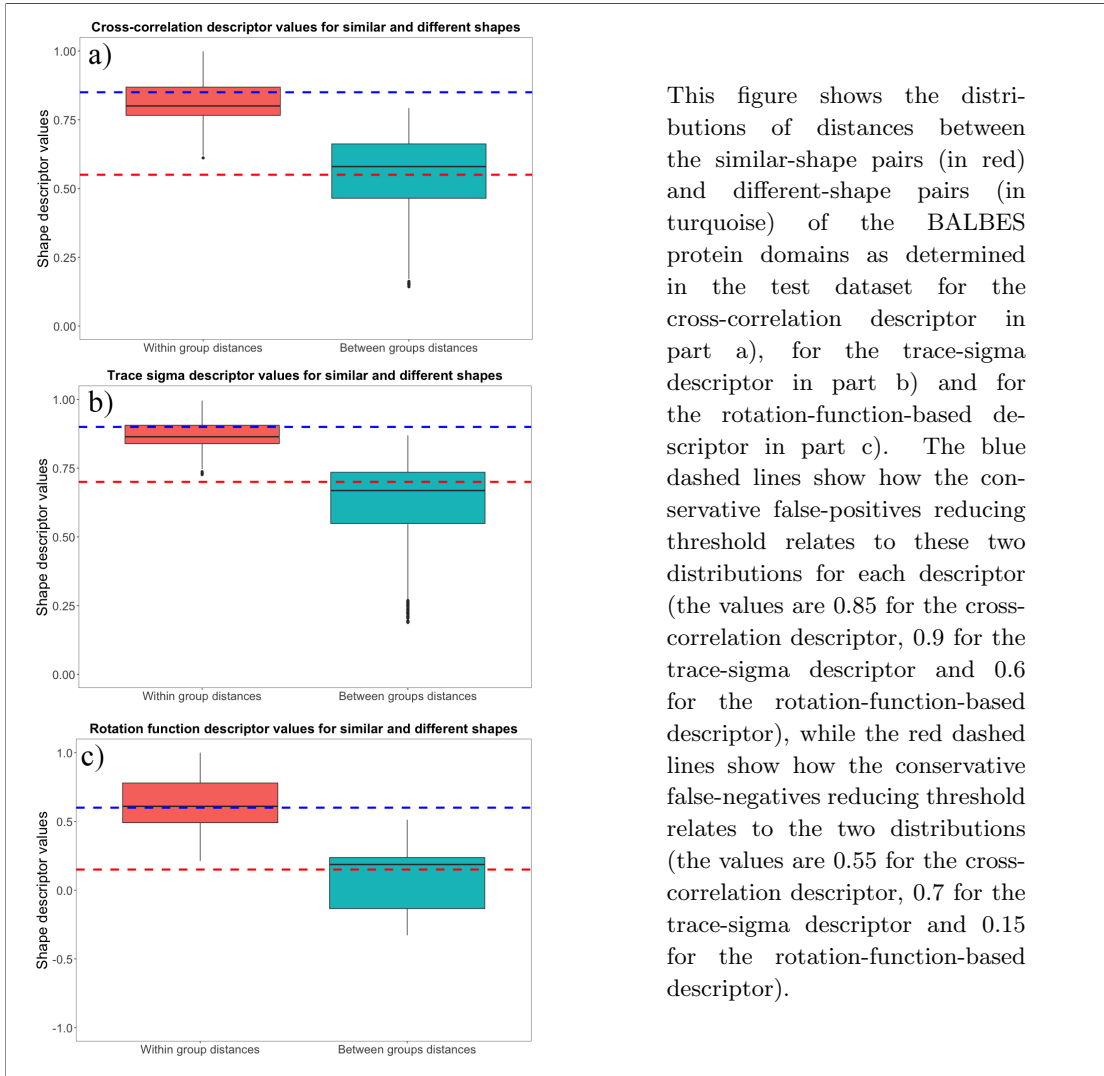 Cross-correlation descriptor values for similar and different shapes
a)
1.00
0.75
0.50
0.25
0.00
Shape descriptor values
Within group distances
Between groups distances
Trace sigma descriptor values for similar and different shapes
b)
1.00
0.75
0.50
0.25
0.00
Shape descriptor values
Within group distances
Between groups distances
Rotation function descriptor values for similar and different shapes
c)
1.0
0.5
0.0
-0.5
-1.0
Shape descriptor values
Within group distances
Between groups distances
This figure shows the distri-
butions of distances between
the similar-shape pairs (in red)
and different-shape pairs (in
turquoise) of the BALBES
protein domains as determined
in the test dataset for the
cross-correlation descriptor in
part a), for the trace-sigma
descriptor in part b) and for
the rotation-function-based de-
scriptor in part c). The blue
dashed lines show how the con-
servative false-positives reducing
threshold relates to these two
distributions for each descriptor
(the values are 0.85 for the cross-
correlation descriptor, 0.9 for the
trace-sigma descriptor and 0.6
for the rotation-function-based
descriptor), while the red dashed
lines show how the conservative
false-negatives reducing threshold
relates to the two distributions
(the values are 0.55 for the cross-
correlation descriptor, 0.7 for the
trace-sigma descriptor and 0.15
for the rotation-function-based
descriptor).